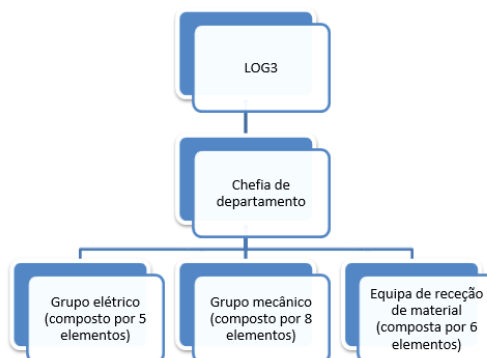 LOG3
Chefia de
departamento
Grupo elétrico
(composto por 5
elementos)
Grupo mecânico
(composto por 8
elementos)
Equipa de receção
de material
(composta por 6
elementos)